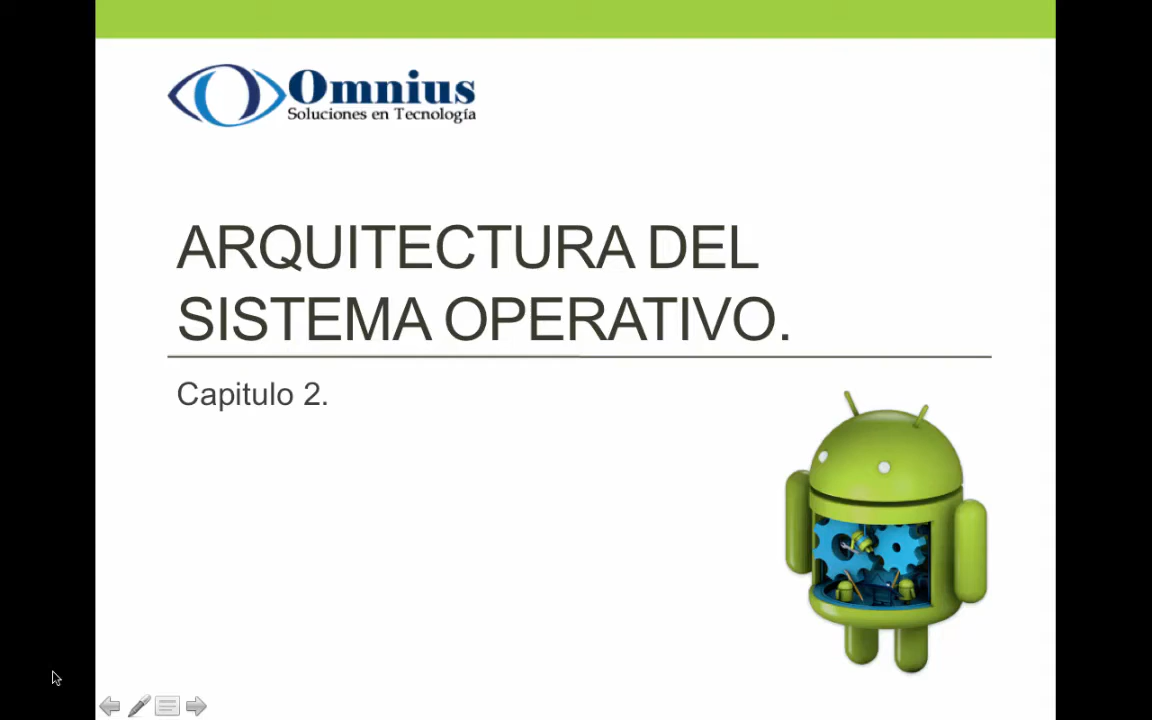 Omnius
Soluciones en Tecnología
ARQUITECTURA DEL
SISTEMA OPERATIVO.
Capitulo 2.